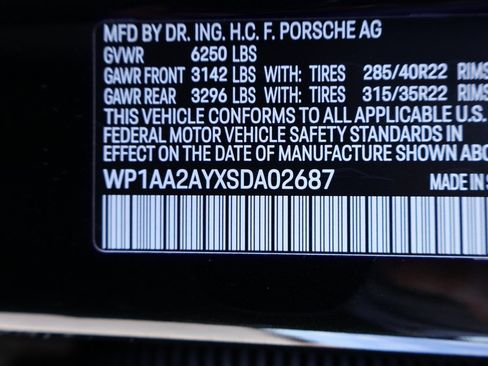 MFD BY DR. ING. H.C. F. PORSCHE AG
GVWR 6250 LBS
GAWR FRONT 3142 LBS WITH: TIRES 285/40R22 RIMS
GAWR REAR 3296 LBS WITH: TIRES 315/35R22 RIMS
THIS VEHICLE CONFORMS TO ALL APPLICABLE U.S.
FEDERAL MOTOR VEHICLE SAFETY STANDARDS IN
EFFECT ON THE DATE OF MANUFACTURE SHOWN ABO
WP1AA2AYXSDA02687 MADE IN S